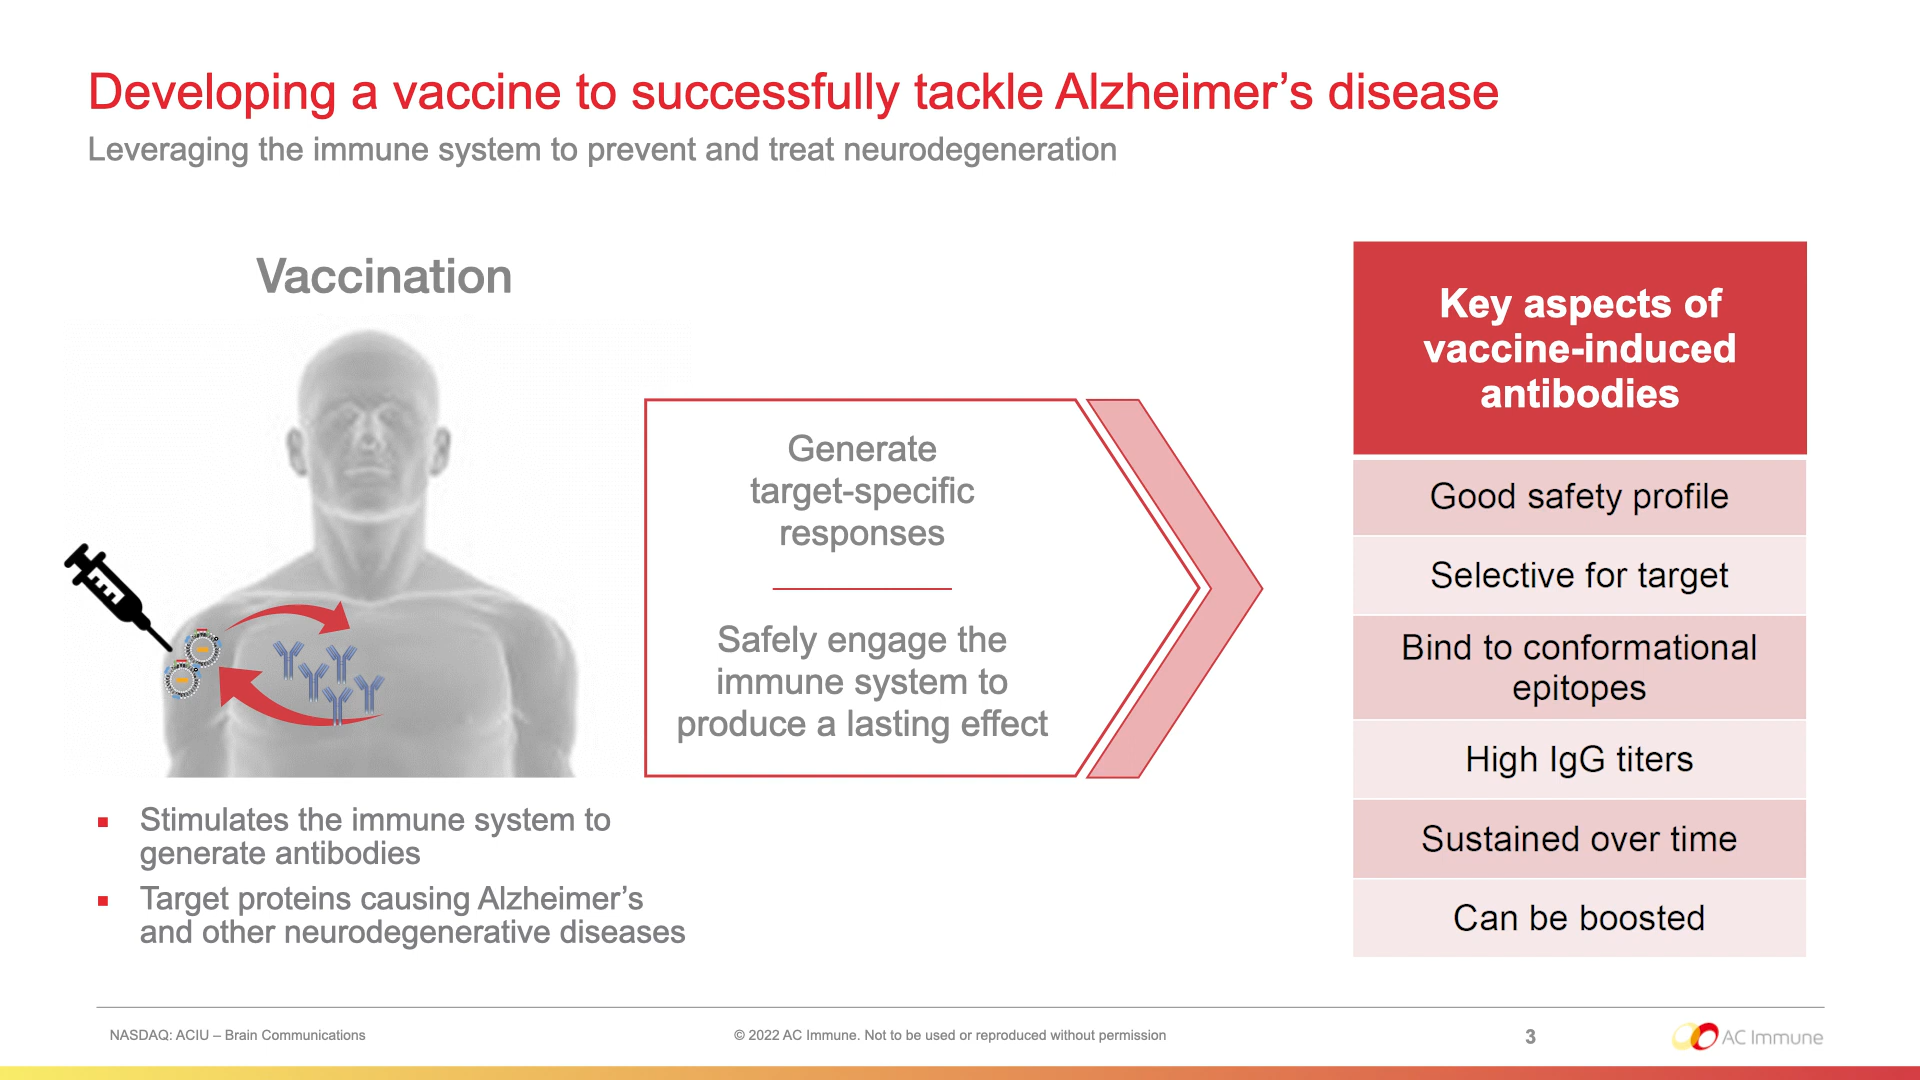 Developing a vaccine to successfully tackle Alzheimer’s disease
Leveraging the immune system to prevent and treat neurodegeneration
Vaccination
Generate
target-specific
responses
Safely engage the
immune system to
produce a lasting effect
Key aspects of
vaccine-induced
antibodies
Good safety profile
Selective for target
Bind to conformational
epitopes
High IgG titers
Sustained over time
Can be boosted
▪ Stimulates the immune system to
generate antibodies
▪ Target proteins causing Alzheimer’s
and other neurodegenerative diseases
NASDAQ: ACIU – Brain Communications
© 2022 AC Immune. Not to be used or reproduced without permission
3
AC Immune